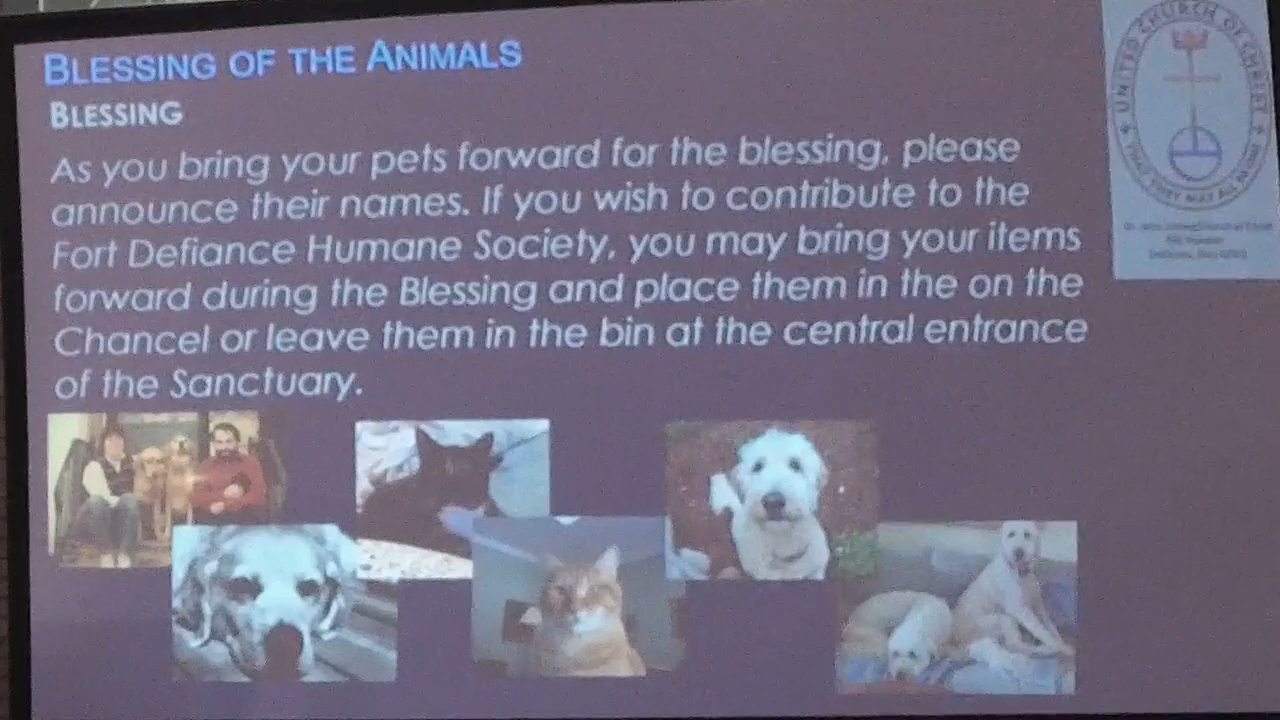 BLESSING OF THE ANIMALS
BLESSING
As you bring your pets forward for the blessing, please
announce their names. If you wish to contribute to the
Fort Defiance Humane Society, you may bring your items
forward during the Blessing and place them in the on the
Chancel or leave them in the bin at the central entrance
of the Sanctuary.
UNITED CHURCH OF CHRIST
THAT THEY MAY ALL BE ONE